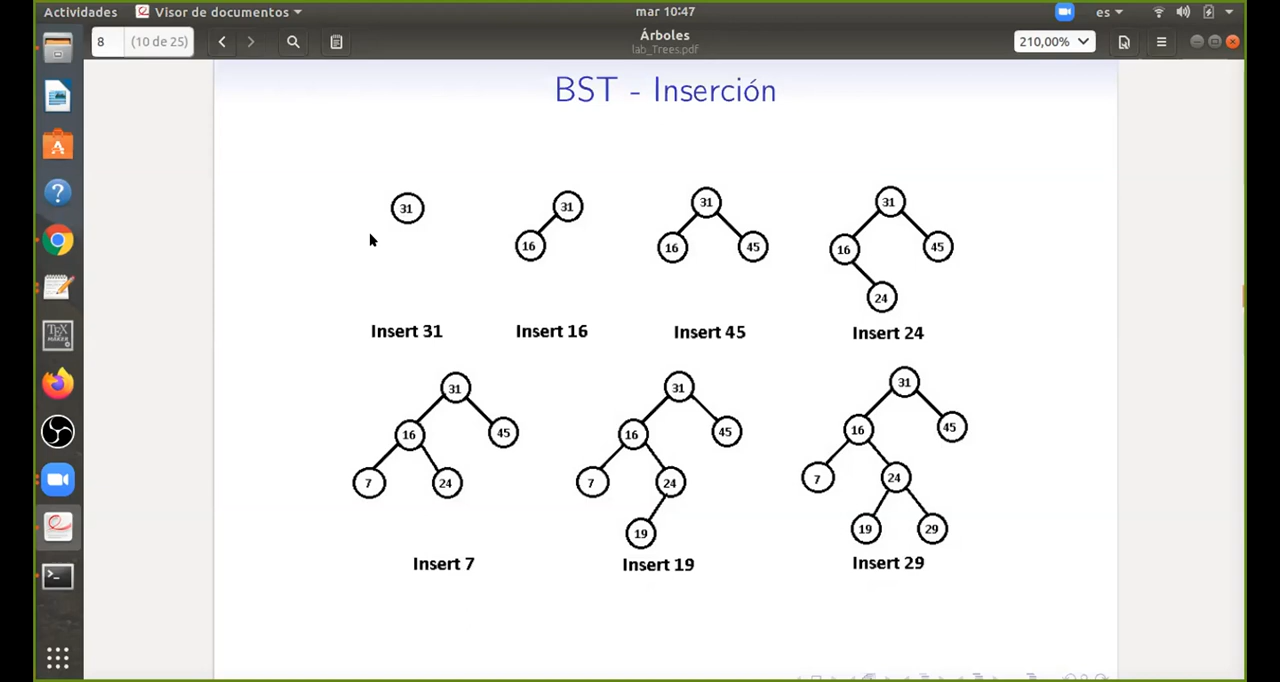 Actividades
Visor de documentos
mar 10:47
es
8
(10 de 25)
Árboles
lab_Trees.pdf
210,00%
BST - Inserción
31
31
16
31
16
45
31
16
45
24
Insert 31
Insert 16
Insert 45
Insert 24
31
16
45
7
24
31
16
45
7
24
19
31
16
45
7
24
19
29
Insert 7
Insert 19
Insert 29
TEX
MAKER